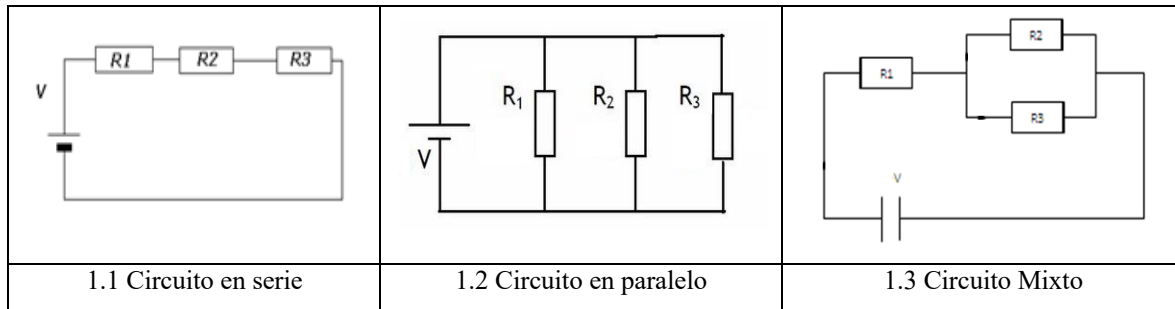 R1 R2 R3
V
1.1 Circuito en serie
R₁ R₂ R₃
V
1.2 Circuito en paralelo
R2
R1
R3
V
1.3 Circuito Mixto